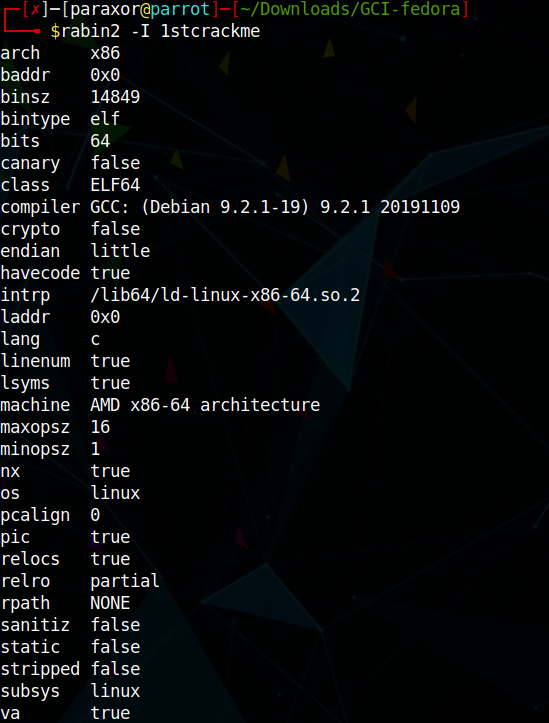 ┌─[✗]─[paraxor@parrot]─[~/Downloads/GCI-fedora]
└──╼ $rabin2 -I 1stcrackme
arch     x86
baddr    0x0
binsz    14849
bintype  elf
bits     64
canary   false
class    ELF64
compiler GCC: (Debian 9.2.1-19) 9.2.1 20191109
crypto   false
endian   little
havecode true
intrp    /lib64/ld-linux-x86-64.so.2
laddr    0x0
lang     c
linenum  true
lsyms    true
machine  AMD x86-64 architecture
maxopsz  16
minopsz  1
nx       true
os       linux
pcalign  0
pic      true
relocs   true
relro    partial
rpath    NONE
sanitiz  false
static   false
stripped false
subsys   linux
va       true